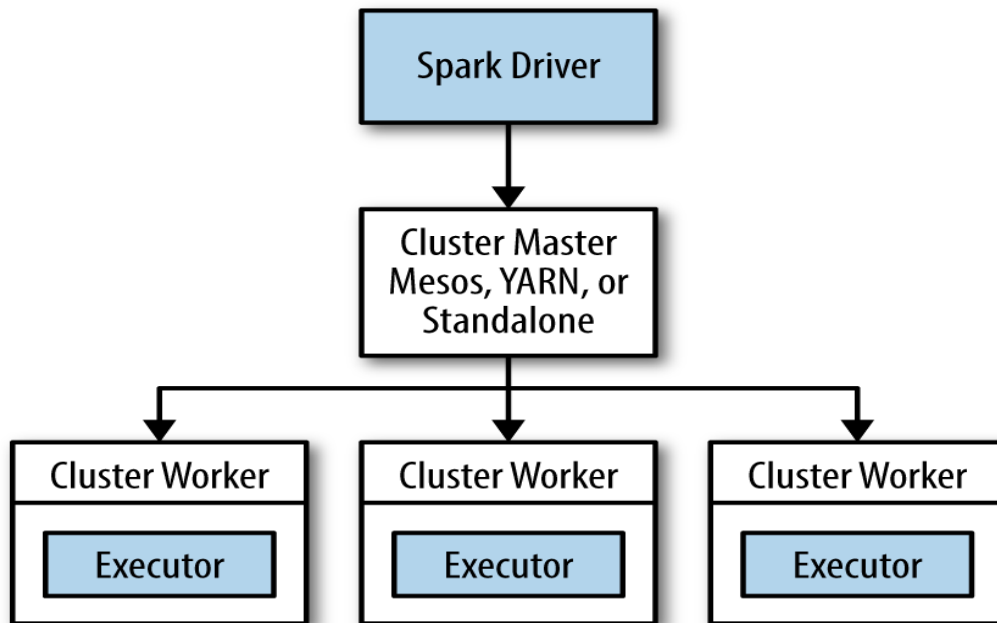 Spark Driver
Cluster Master
Mesos, YARN, or
Standalone
Cluster Worker
Cluster Worker
Cluster Worker
Executor
Executor
Executor